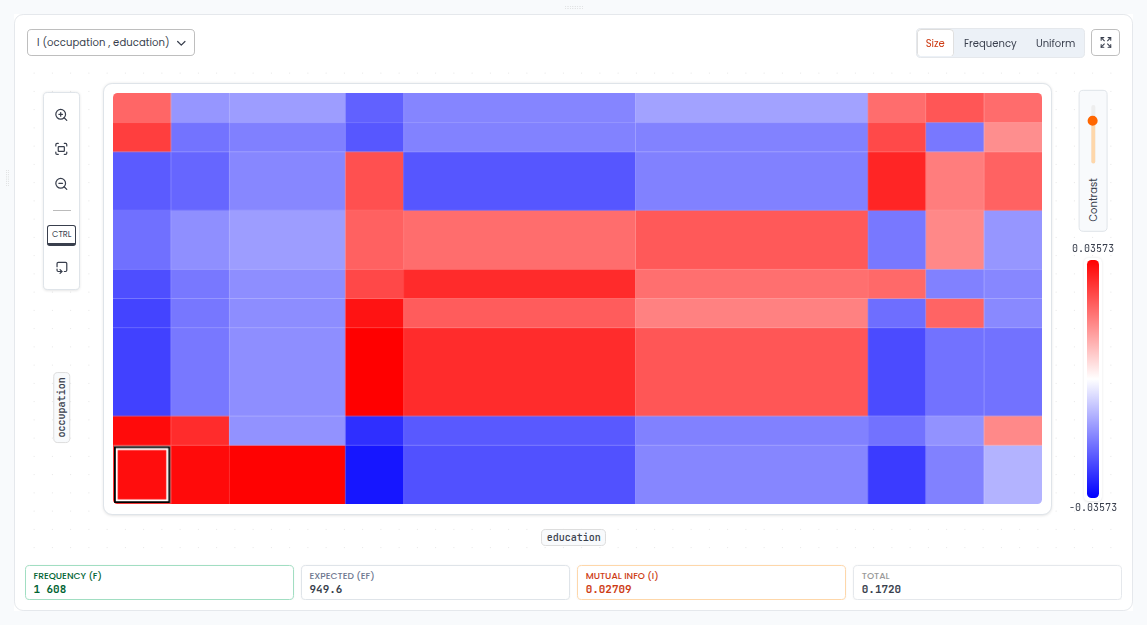 I (occupation , education)
Size
Frequency
Uniform
CTRL
Contrast
0.03573
-0.03573
occupation
education
FREQUENCY (F)
1 608
EXPECTED (EF)
949.6
MUTUAL INFO (I)
0.02709
TOTAL
0.1720